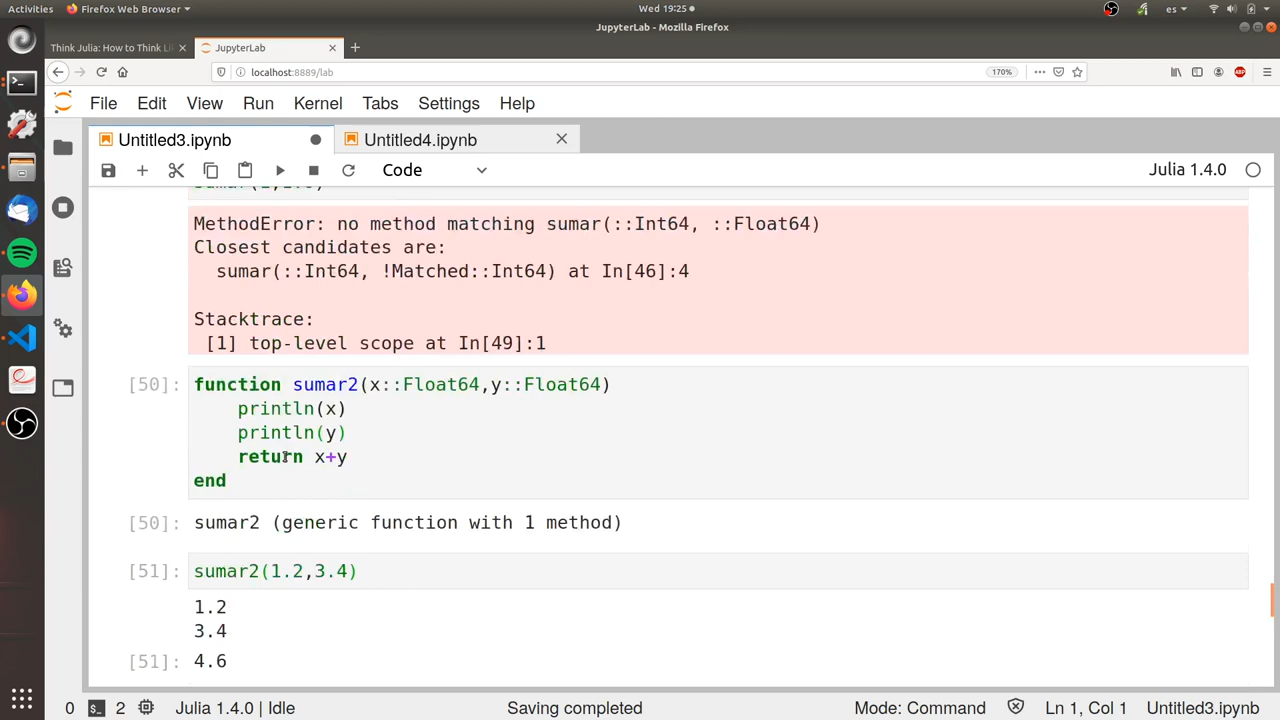 Activities Firefox Web Browser Wed 19:25 es
JupyterLab - Mozilla Firefox
Think Julia: How to Think Li JupyterLab
localhost:8889/lab 170% ABP
File Edit View Run Kernel Tabs Settings Help
Untitled3.ipynb Untitled4.ipynb
Code Julia 1.4.0
MethodError: no method matching sumar(::Int64, ::Float64)
Closest candidates are:
sumar(::Int64, !Matched::Int64) at In[46]:4
Stacktrace:
[1] top-level scope at In[49]:1
[50]: function sumar2(x::Float64,y::Float64)
println(x)
println(y)
return x+y
end
[50]: sumar2 (generic function with 1 method)
[51]: sumar2(1.2,3.4)
1.2
3.4
[51]: 4.6
0 2 Julia 1.4.0 | Idle Saving completed Mode: Command Ln 1, Col 1 Untitled3.ipynb